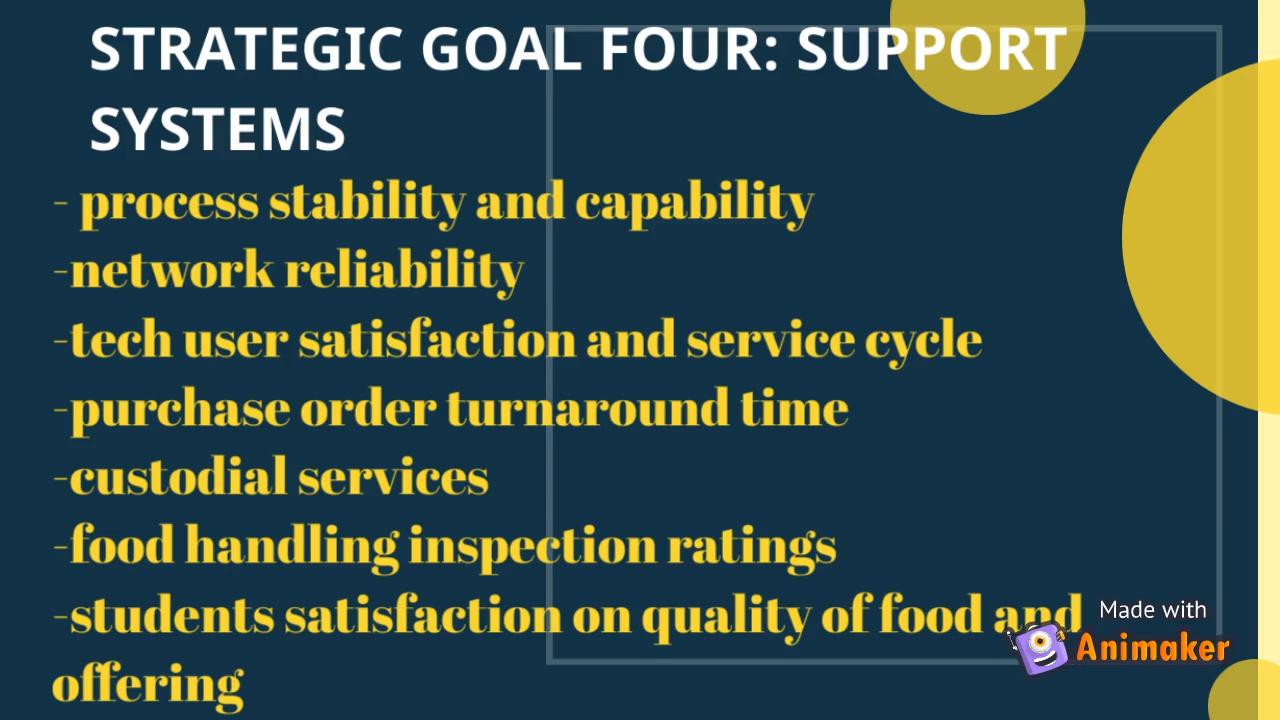 STRATEGIC GOAL FOUR: SUPPORT
SYSTEMS
- process stability and capability
-network reliability
-tech user satisfaction and service cycle
-purchase order turnaround time
-custodial services
-food handling inspection ratings
-students satisfaction on quality of food and
offering
Made with
Animaker